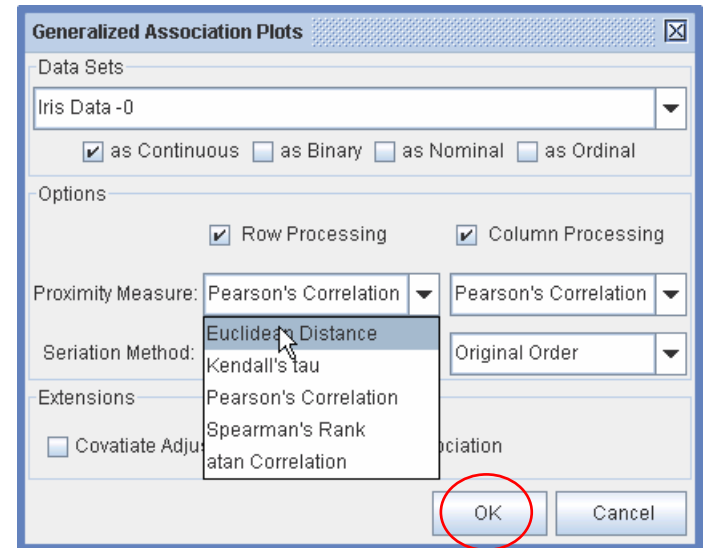 Generalized Association Plots
Data Sets
Iris Data -0
as Continuous as Binary as Nominal as Ordinal
Options
Row Processing Column Processing
Proximity Measure: Pearson's Correlation Pearson's Correlation
Euclidean Distance
Seriation Method: Kendall's tau Original Order
Pearson's Correlation
Extensions
Spearman's Rank
Covatiate Adju ociation
atan Correlation
OK Cancel